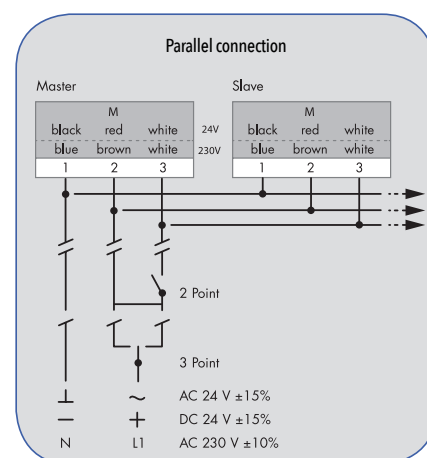 Parallel connection
Master Slave
M M
black red white 24V black red white
blue brown white 230V blue brown white
1 2 3 1 2 3
2 Point
3 Point
⊥ ~ AC 24 V ±15%
– + DC 24 V ±15%
N L1 AC 230 V ±10%